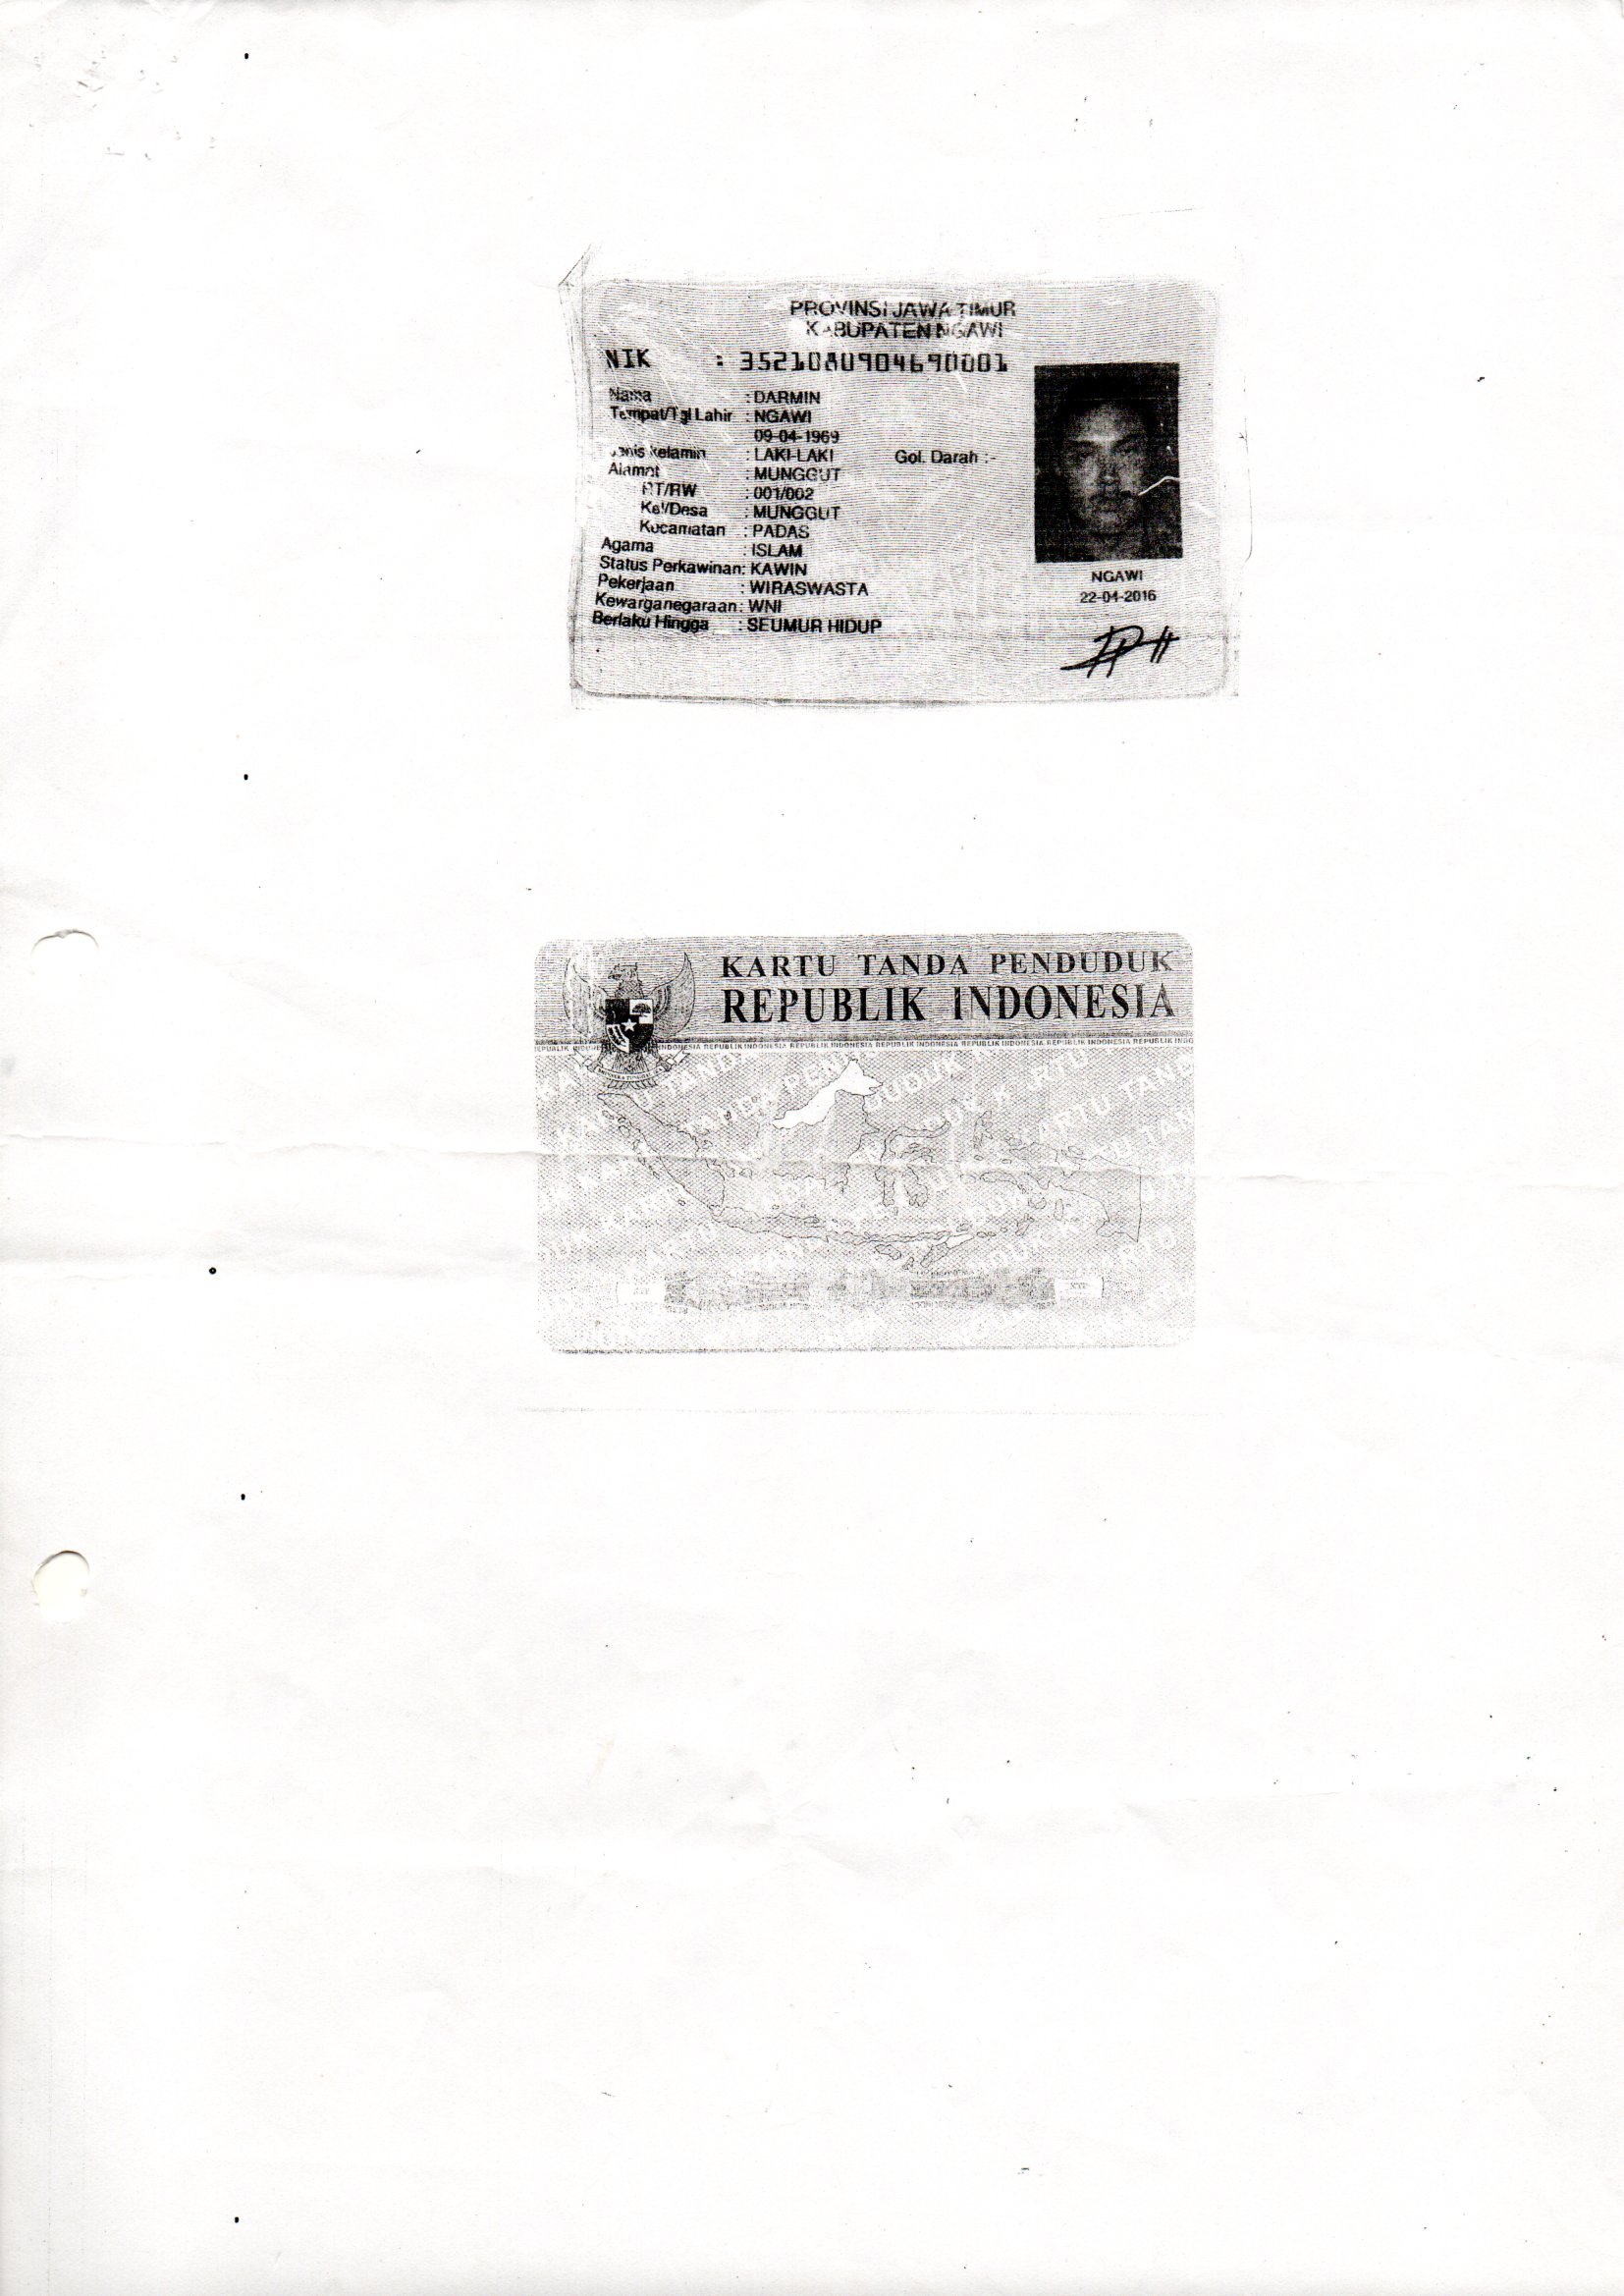 PROVINSI JAWA TIMUR
KABUPATEN NGAWI
NIK : 3521080904690001
Nama : DARMIN
Tempat/Tgl Lahir : NGAWI
09-04-1969
Jenis kelamin : LAKI-LAKI Gol. Darah :-
Alamat : MUNGGUT
RT/RW : 001/002
Kel/Desa : MUNGGUT
Kecamatan : PADAS
Agama : ISLAM
Status Perkawinan: KAWIN
Pekerjaan : WIRASWASTA
Kewarganegaraan: WNI
Berlaku Hingga : SEUMUR HIDUP
NGAWI
22-04-2016
KARTU TANDA PENDUDUK
REPUBLIK INDONESIA
REPUBLIK INDONESIA REPUBLIK INDONESIA REPUBLIK INDONESIA REPUBLIK INDONESIA REPUBLIK INDONESIA REPUBLIK INDO